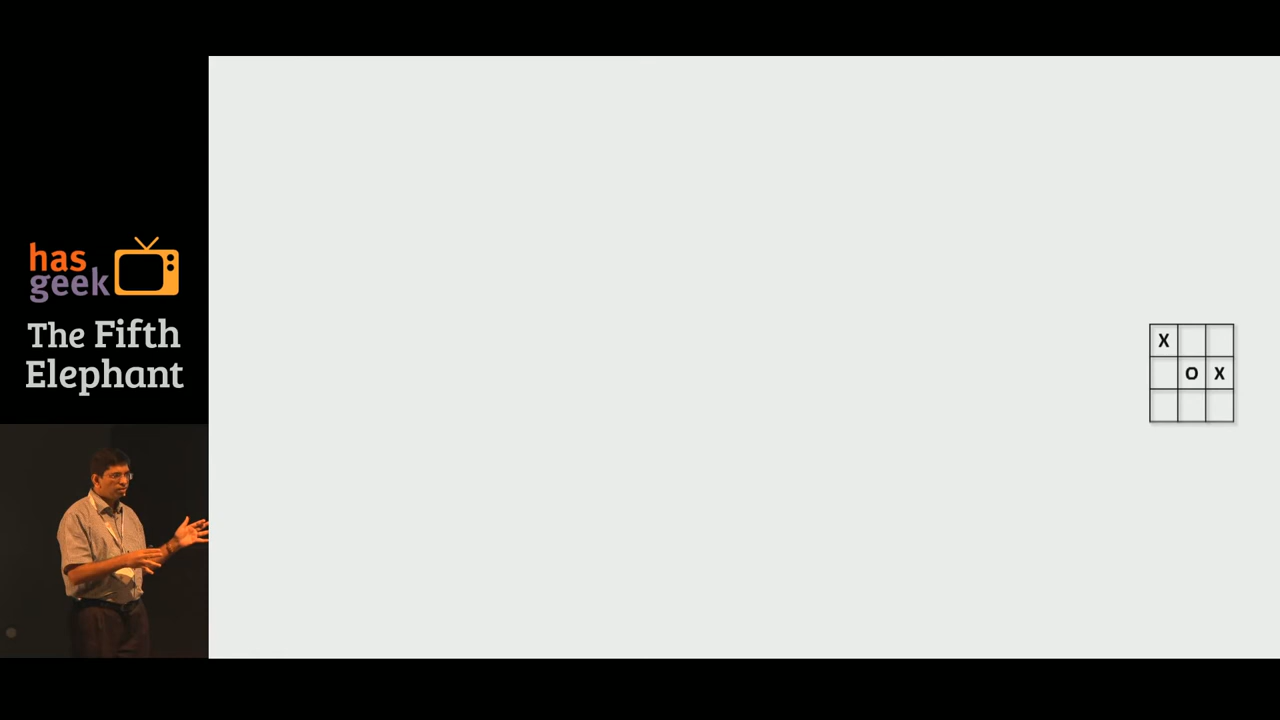 has
geek
The Fifth
Elephant
X
O X